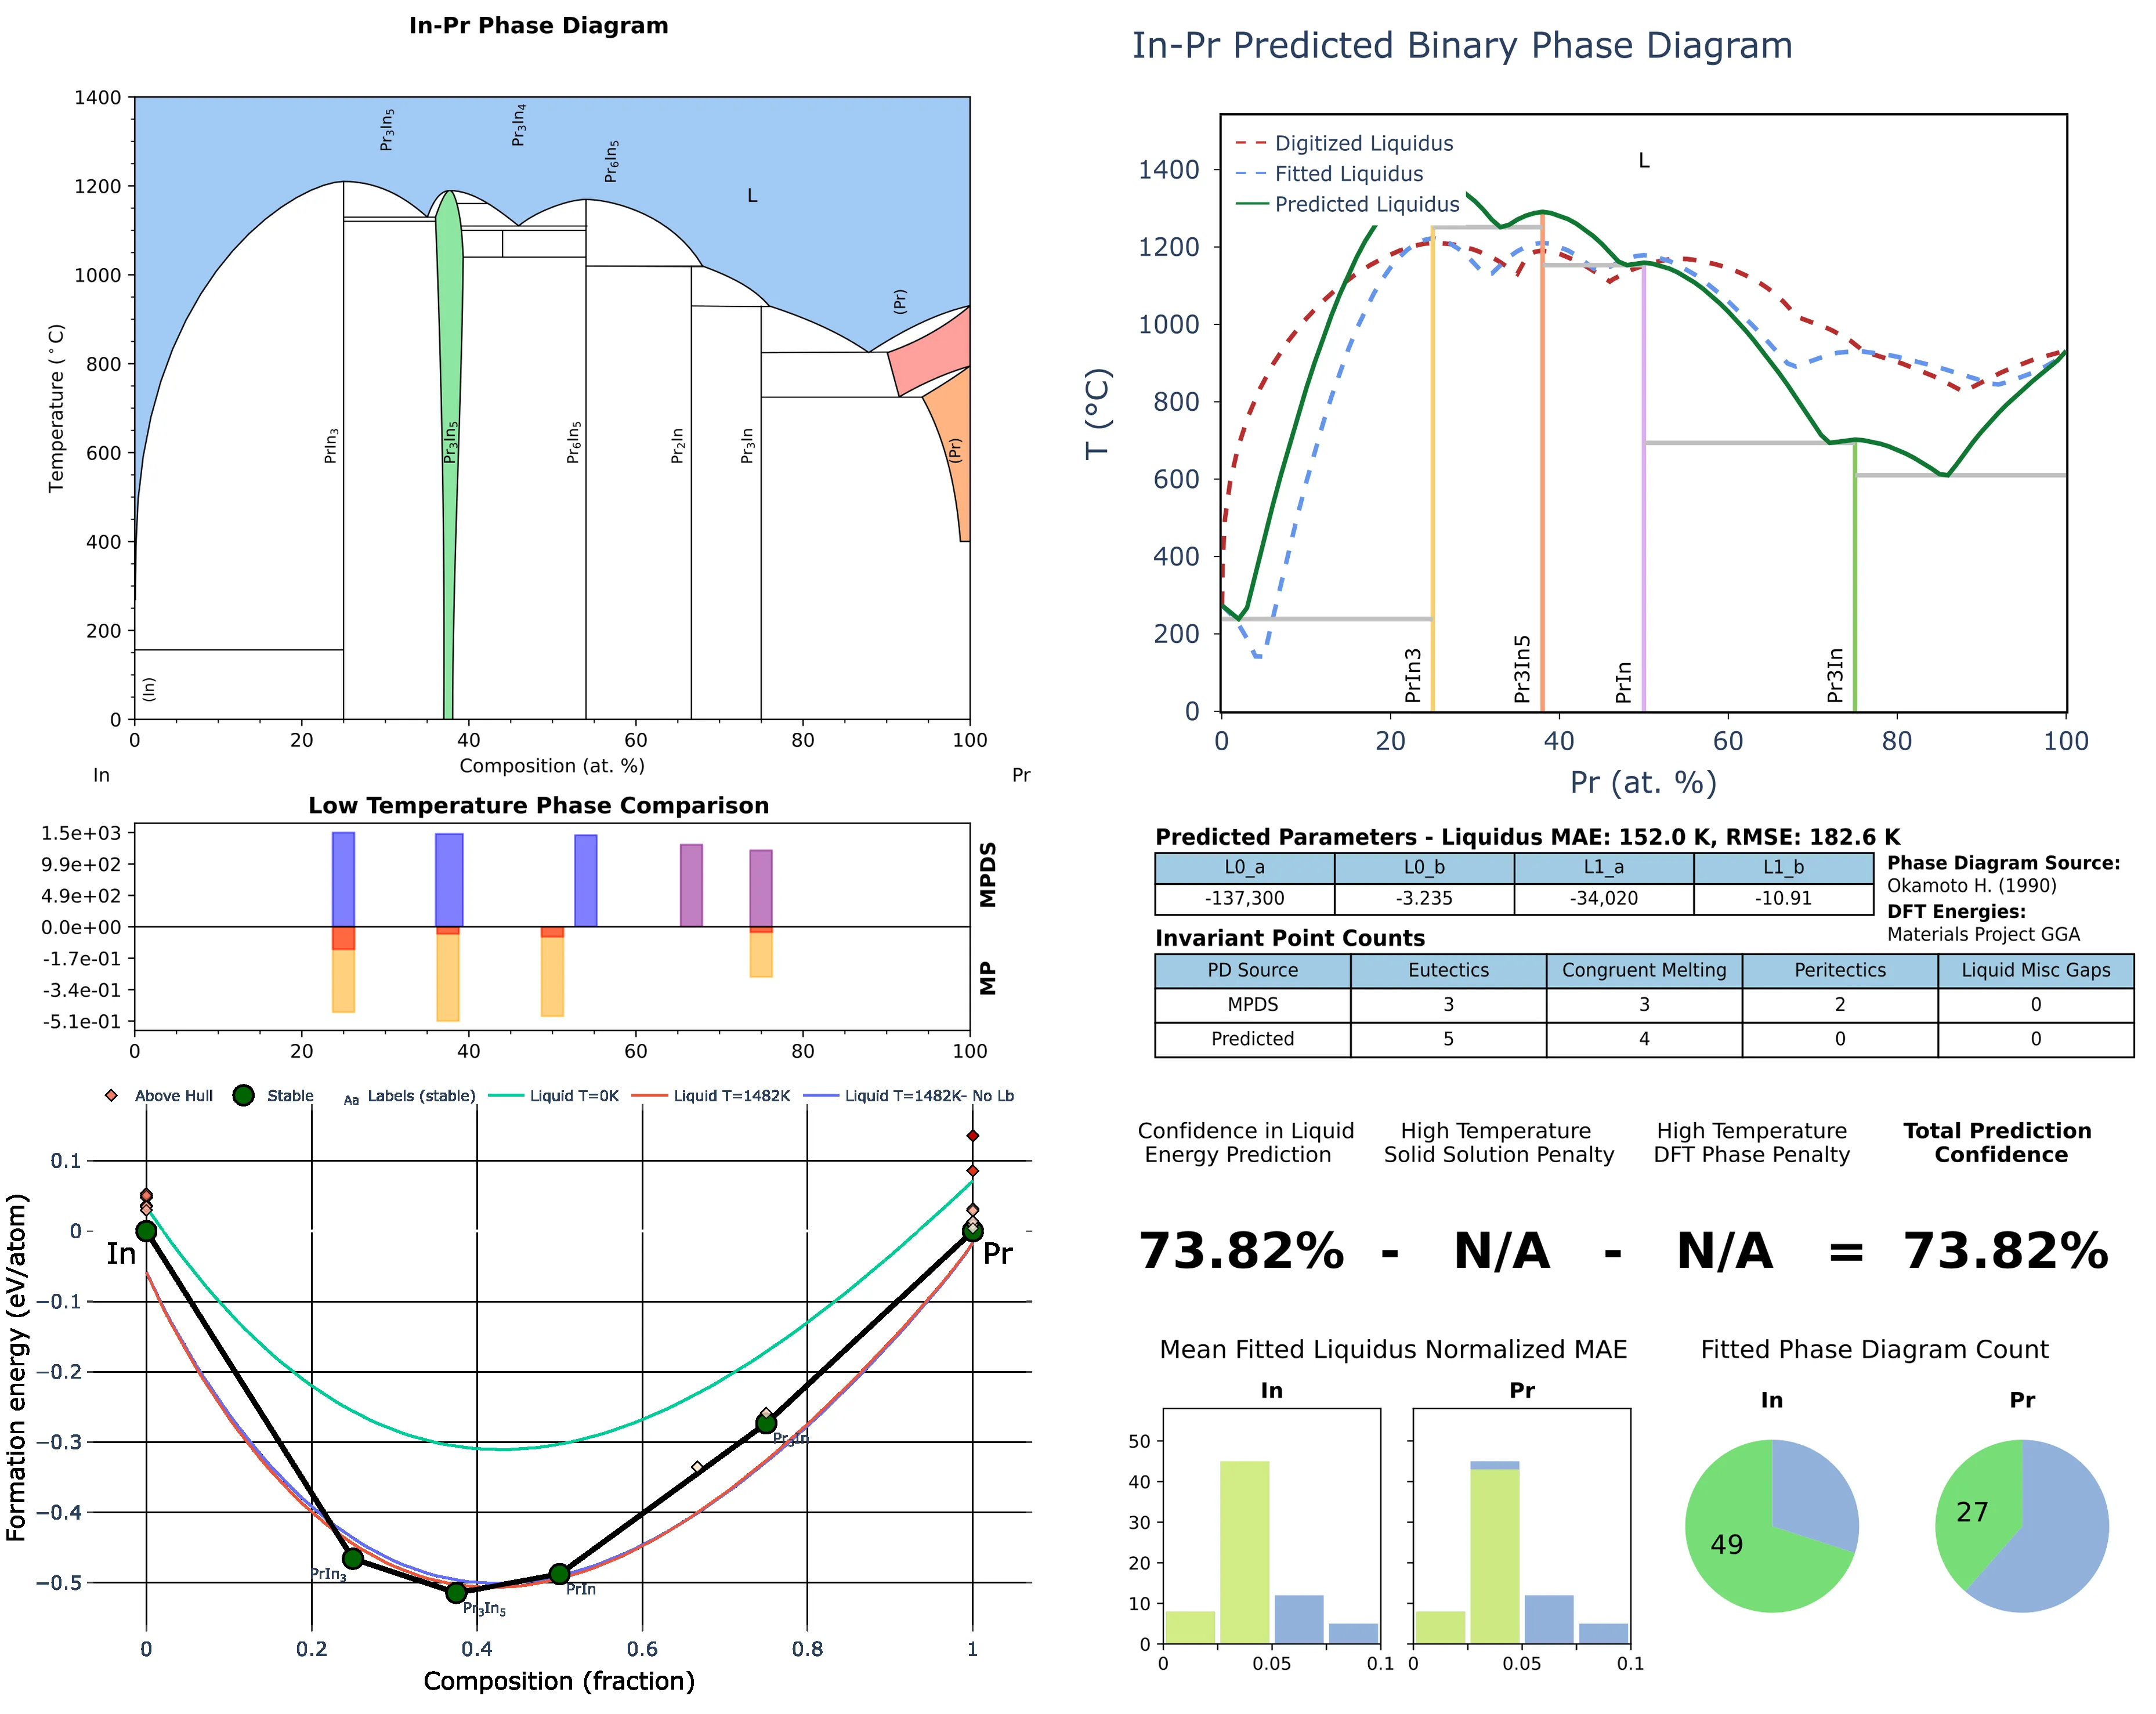 In-Pr Phase Diagram
1400
1200
1000
800
600
400
200
0
Temperature (°C)
Pr3In5
Pr3In4
Pr6In5
L
(Pr)
PrIn3
Pr3In5
Pr6In5
Pr2In
Pr3In
(Pr)
(In)
0 20 40 60 80 100
Composition (at. %)
In Pr
Low Temperature Phase Comparison
1.5e+03
9.9e+02
4.9e+02
0.0e+00
-1.7e-01
-3.4e-01
-5.1e-01
MPDS
MP
0 20 40 60 80 100
Above Hull Stable Aa Labels (stable) Liquid T=0K Liquid T=1482K Liquid T=1482K- No Lb
0.1
0
−0.1
−0.2
−0.3
−0.4
−0.5
Formation energy (eV/atom)
In
Pr
Pr3In
PrIn3
PrIn
Pr3In5
0 0.2 0.4 0.6 0.8 1
Composition (fraction)
In-Pr Predicted Binary Phase Diagram
Digitized Liquidus
Fitted Liquidus
Predicted Liquidus
L
1400
1200
1000
800
600
400
200
0
T (°C)
PrIn3
Pr3In5
PrIn
Pr3In
0 20 40 60 80 100
Pr (at. %)
Predicted Parameters - Liquidus MAE: 152.0 K, RMSE: 182.6 K
L0_a L0_b L1_a L1_b
-137,300 -3.235 -34,020 -10.91
Phase Diagram Source:
Okamoto H. (1990)
DFT Energies:
Materials Project GGA
Invariant Point Counts
PD Source Eutectics Congruent Melting Peritectics Liquid Misc Gaps
MPDS 3 3 2 0
Predicted 5 4 0 0
Confidence in Liquid
Energy Prediction
High Temperature
Solid Solution Penalty
High Temperature
DFT Phase Penalty
Total Prediction
Confidence
73.82% - N/A - N/A = 73.82%
Mean Fitted Liquidus Normalized MAE
In
Pr
50
40
30
20
10
0
0 0.05 0.1
0 0.05 0.1
Fitted Phase Diagram Count
In
Pr
49
27